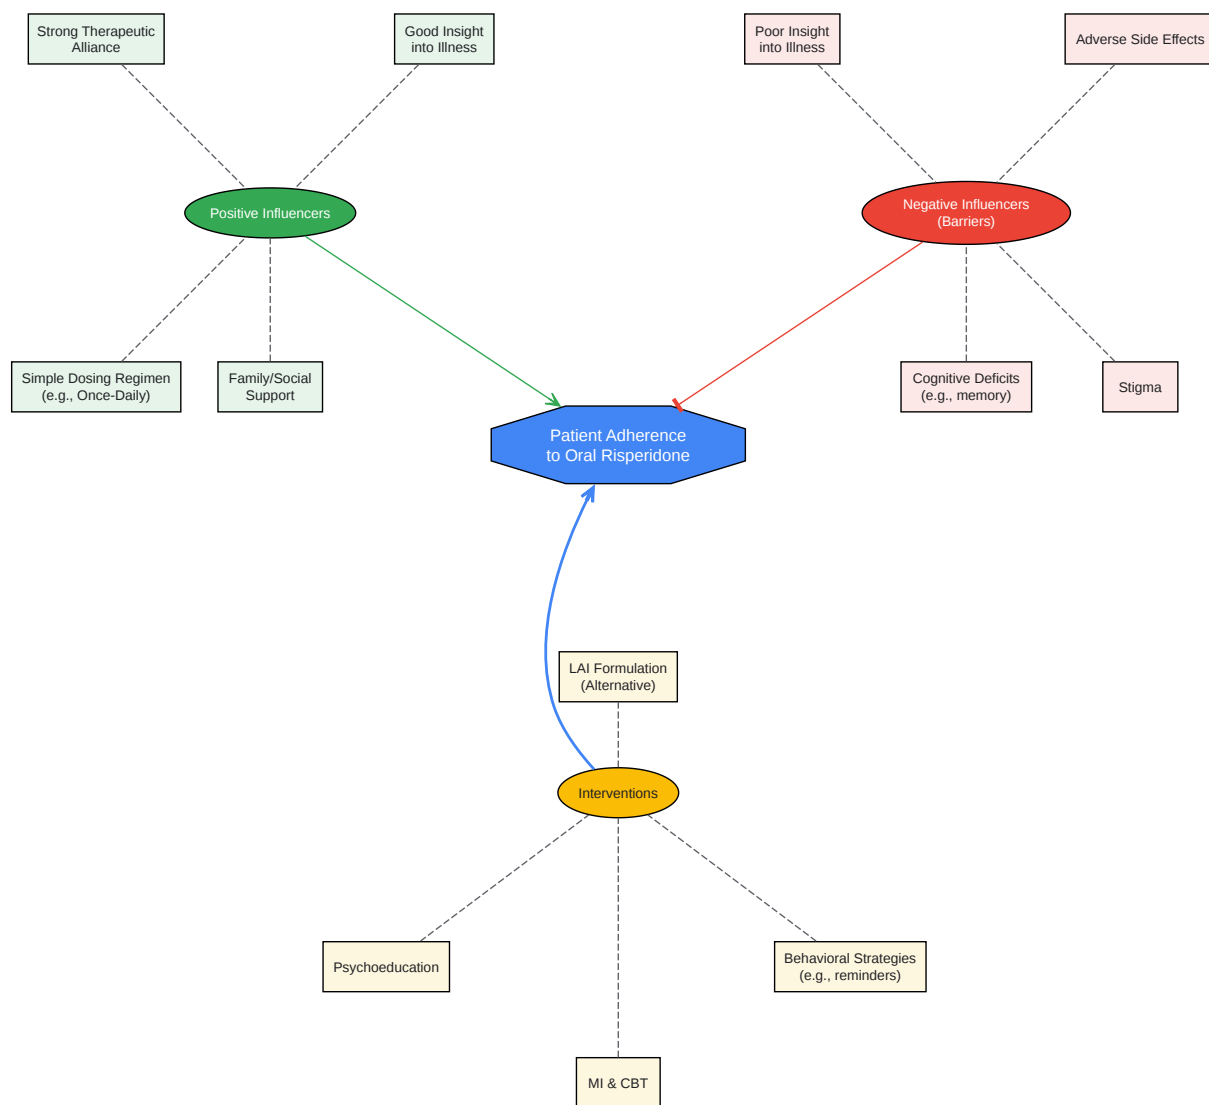 Strong Therapeutic
Alliance
Good Insight
into Illness
Poor Insight
into Illness
Adverse Side Effects
Positive Influencers
Negative Influencers
(Barriers)
Simple Dosing Regimen
(e.g., Once-Daily)
Family/Social
Support
Cognitive Deficits
(e.g., memory)
Stigma
Patient Adherence
to Oral Risperidone
LAI Formulation
(Alternative)
Interventions
Psychoeducation
Behavioral Strategies
(e.g., reminders)
MI & CBT